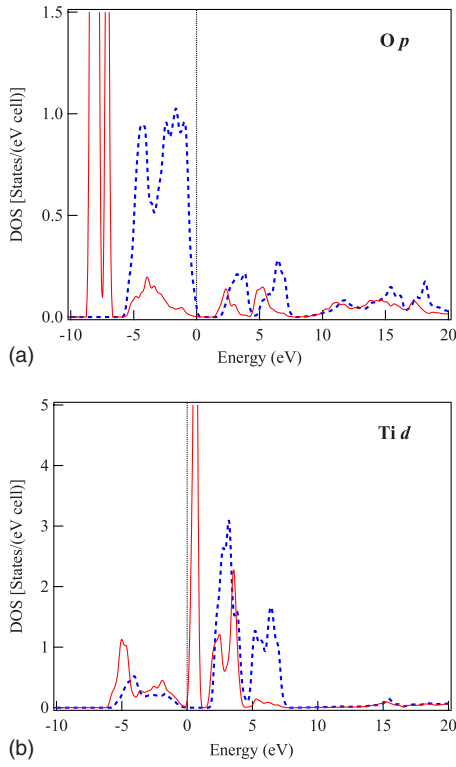 1.5
O p
1.0
DOS [States/(eV cell)]
0.5
0.0
-10 -5 0 5 10 15 20
(a)
Energy (eV)
5
Ti d
4
3
DOS [States/(eV cell)]
2
1
0
-10 -5 0 5 10 15 20
(b)
Energy (eV)